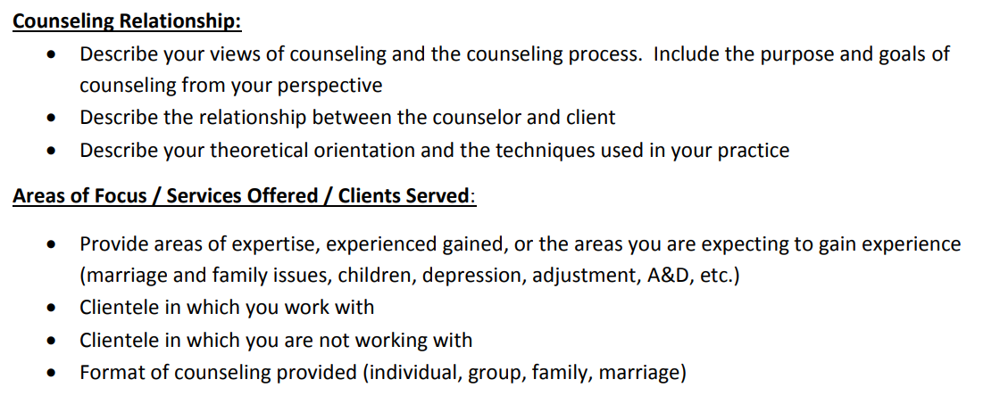 Counseling Relationship:
• Describe your views of counseling and the counseling process.  Include the purpose and goals of
counseling from your perspective
• Describe the relationship between the counselor and client
• Describe your theoretical orientation and the techniques used in your practice
Areas of Focus / Services Offered / Clients Served:
• Provide areas of expertise, experienced gained, or the areas you are expecting to gain experience
(marriage and family issues, children, depression, adjustment, A&D, etc.)
• Clientele in which you work with
• Clientele in which you are not working with
• Format of counseling provided (individual, group, family, marriage)